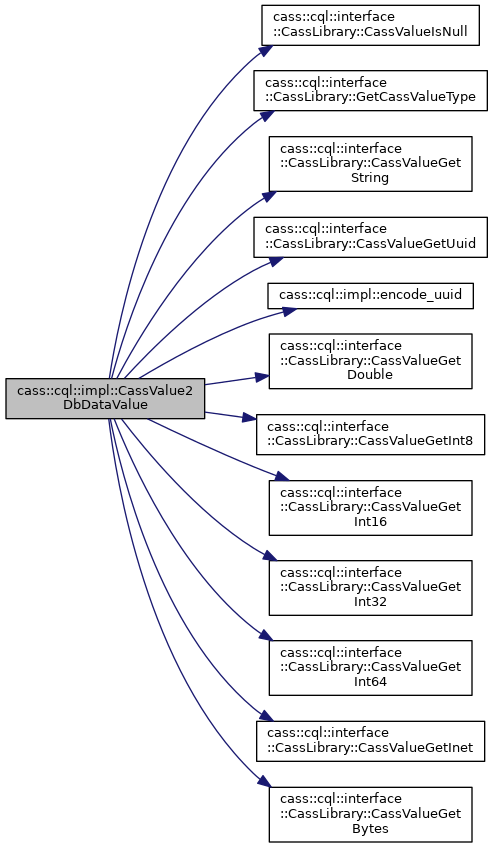 cass::cql::interface
::CassLibrary::CassValueIsNull
cass::cql::interface
::CassLibrary::GetCassValueType
cass::cql::interface
::CassLibrary::CassValueGet
String
cass::cql::interface
::CassLibrary::CassValueGetUuid
cass::cql::impl::encode_uuid
cass::cql::interface
::CassLibrary::CassValueGet
Double
cass::cql::impl::CassValue2
DbDataValue
cass::cql::interface
::CassLibrary::CassValueGetInt8
cass::cql::interface
::CassLibrary::CassValueGet
Int16
cass::cql::interface
::CassLibrary::CassValueGet
Int32
cass::cql::interface
::CassLibrary::CassValueGet
Int64
cass::cql::interface
::CassLibrary::CassValueGetInet
cass::cql::interface
::CassLibrary::CassValueGet
Bytes